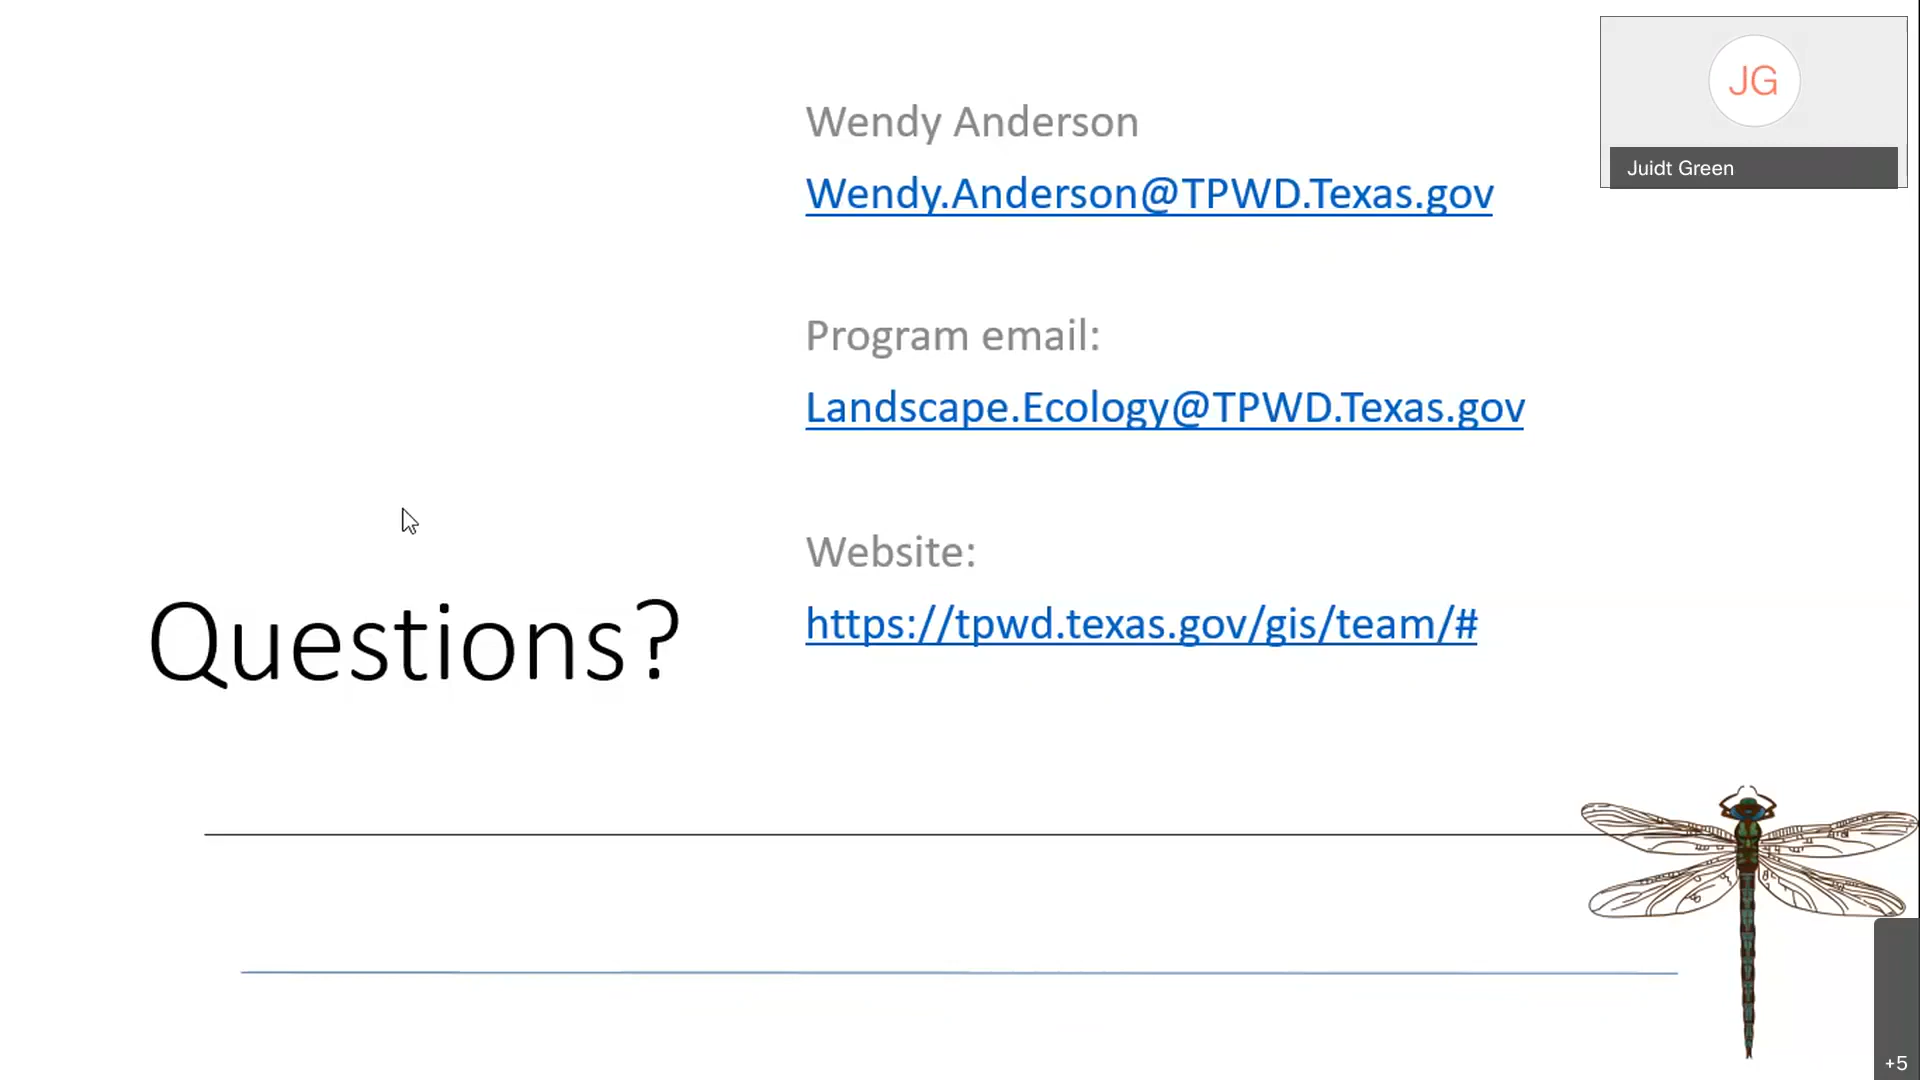 Wendy Anderson
Wendy.Anderson@TPWD.Texas.gov
Program email:
Landscape.Ecology@TPWD.Texas.gov
Website:
https://tpwd.texas.gov/gis/team/#
Questions?
JG
Juidt Green
+5